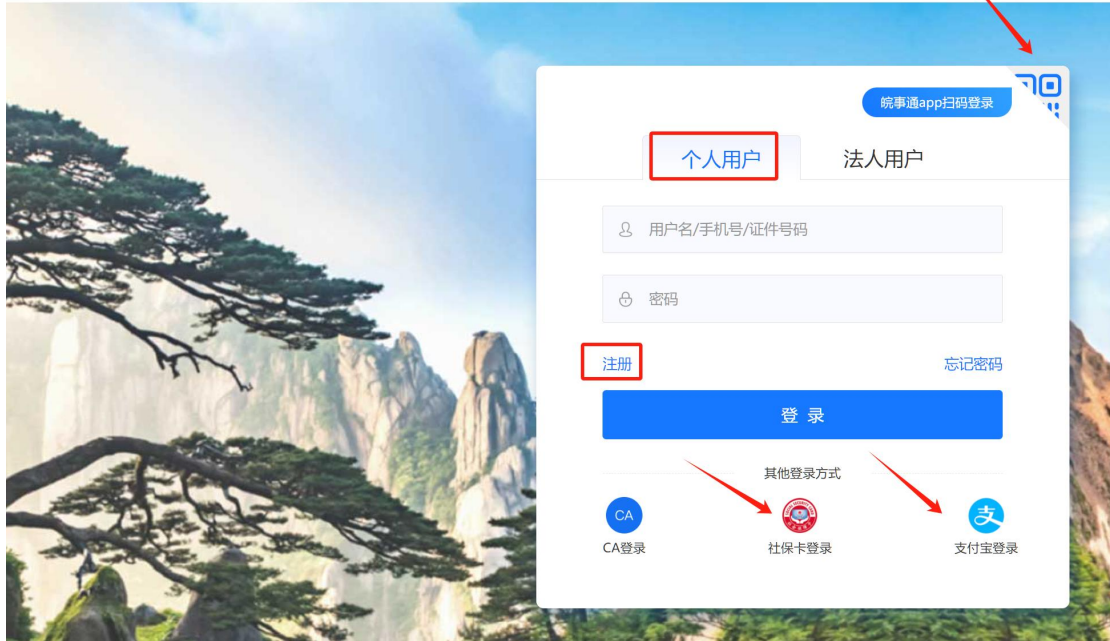 皖事通app扫码登录
个人用户 法人用户
用户名/手机号/证件号码
密码
注册 忘记密码
登 录
其他登录方式
CA
支
CA登录 社保卡登录 支付宝登录